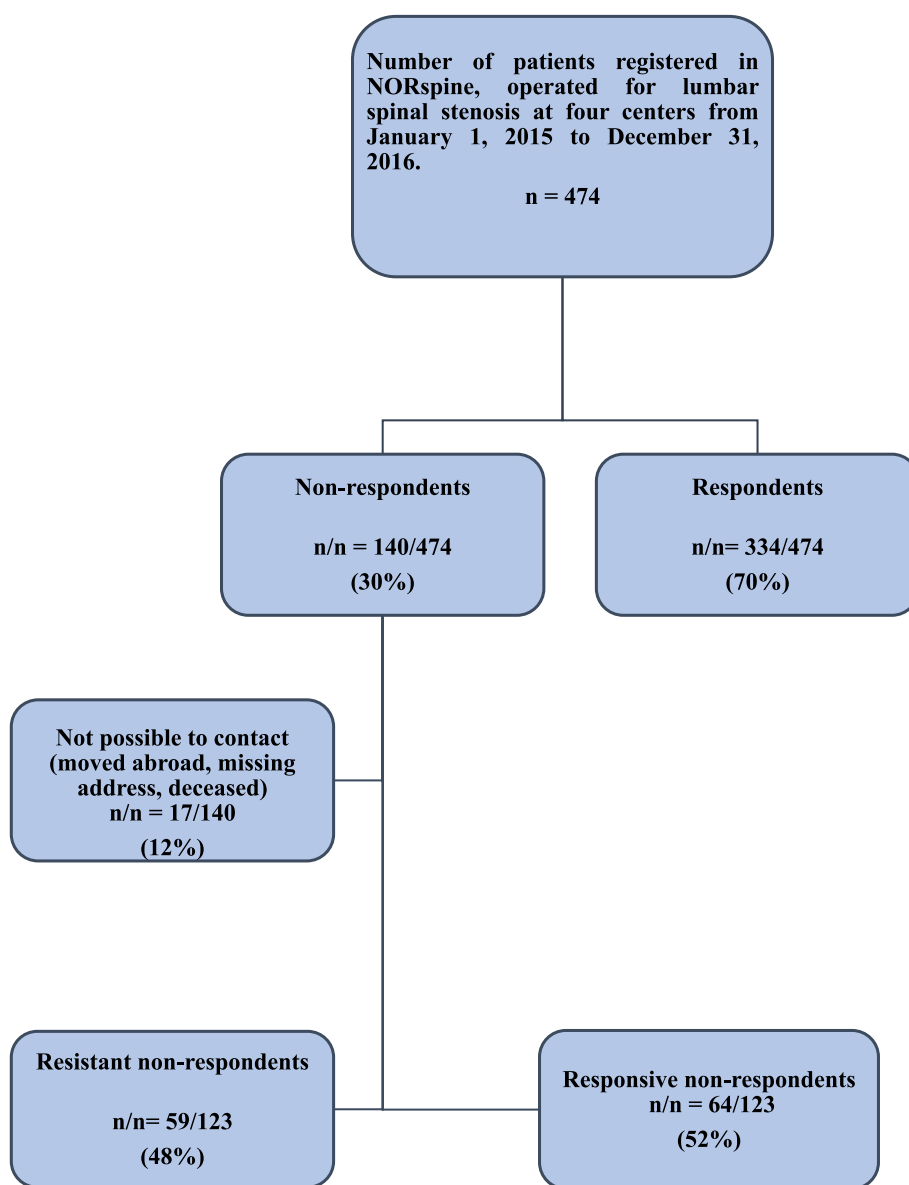 Number of patients registered in
NORspine, operated for lumbar
spinal stenosis at four centers from
January 1, 2015 to December 31,
2016.
n = 474
Non-respondents
n/n = 140/474
(30%)
Respondents
n/n= 334/474
(70%)
Not possible to contact
(moved abroad, missing
address, deceased)
n/n = 17/140
(12%)
Resistant non-respondents
n/n= 59/123
(48%)
Responsive non-respondents
n/n = 64/123
(52%)